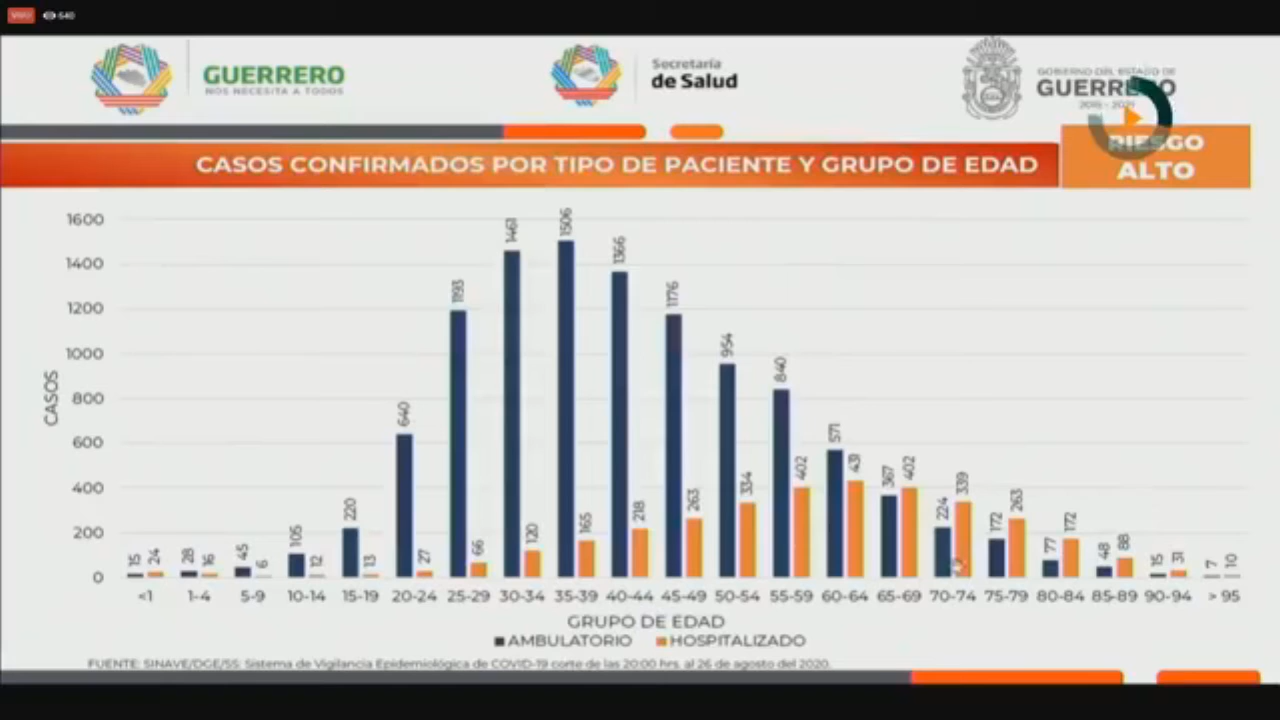 VIVO 640
GUERRERO
NOS NECESITA A TODOS
Secretaría
de Salud
GOBIERNO DEL ESTADO DE
GUERRERO
2015 - 2021
CASOS CONFIRMADOS POR TIPO DE PACIENTE Y GRUPO DE EDAD
RIESGO
ALTO
CASOS
1600
1400
1200
1000
800
600
400
200
0
15 24 28 16 45 6 105 12 220 13 640 27 1193 66 1461 120 1506 165 1366 218 1176 263 954 334 840 402 571 431 367 402 224 339 172 263 77 172 48 88 15 31 7 10
<1 1-4 5-9 10-14 15-19 20-24 25-29 30-34 35-39 40-44 45-49 50-54 55-59 60-64 65-69 70-74 75-79 80-84 85-89 90-94 > 95
GRUPO DE EDAD
AMBULATORIO HOSPITALIZADO
FUENTE: SINAVE/DGE/SS: Sistema de Vigilancia Epidemiológica de COVID-19 corte de las 20:00 hrs. al 26 de agosto del 2020.